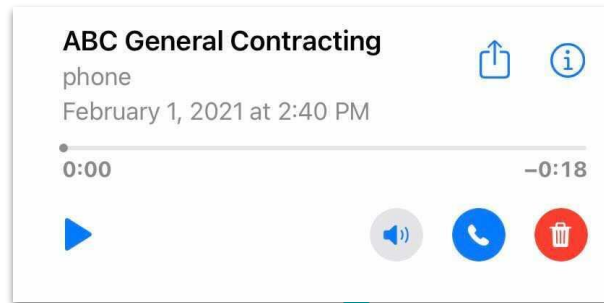 ABC General Contracting
phone
February 1, 2021 at 2:40 PM
0:00
−0:18